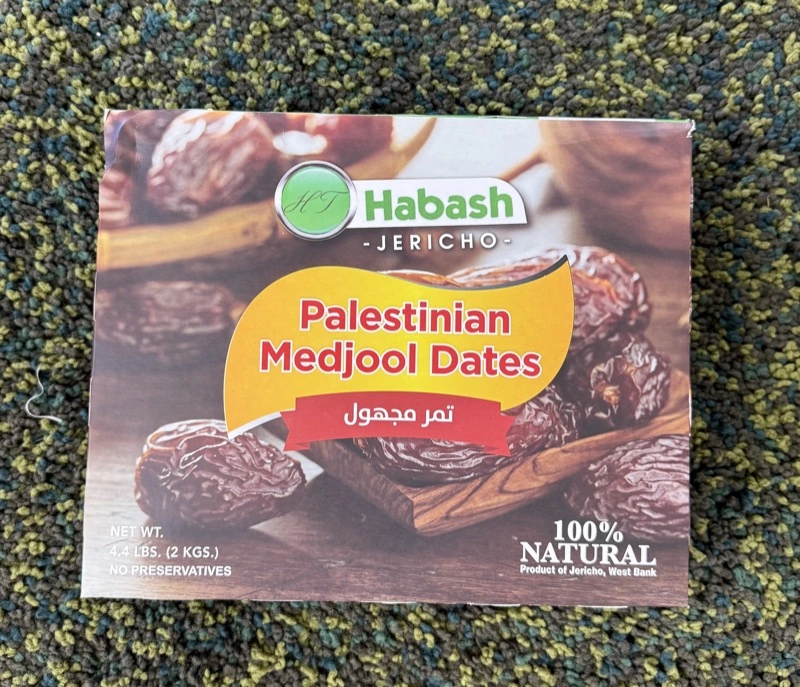 HT
Habash
-JERICHO-
Palestinian
Medjool Dates
تمر مجهول
NET WT.
4.4 LBS. (2 KGS.)
NO PRESERVATIVES
100%
NATURAL
Product of Jericho, West Bank